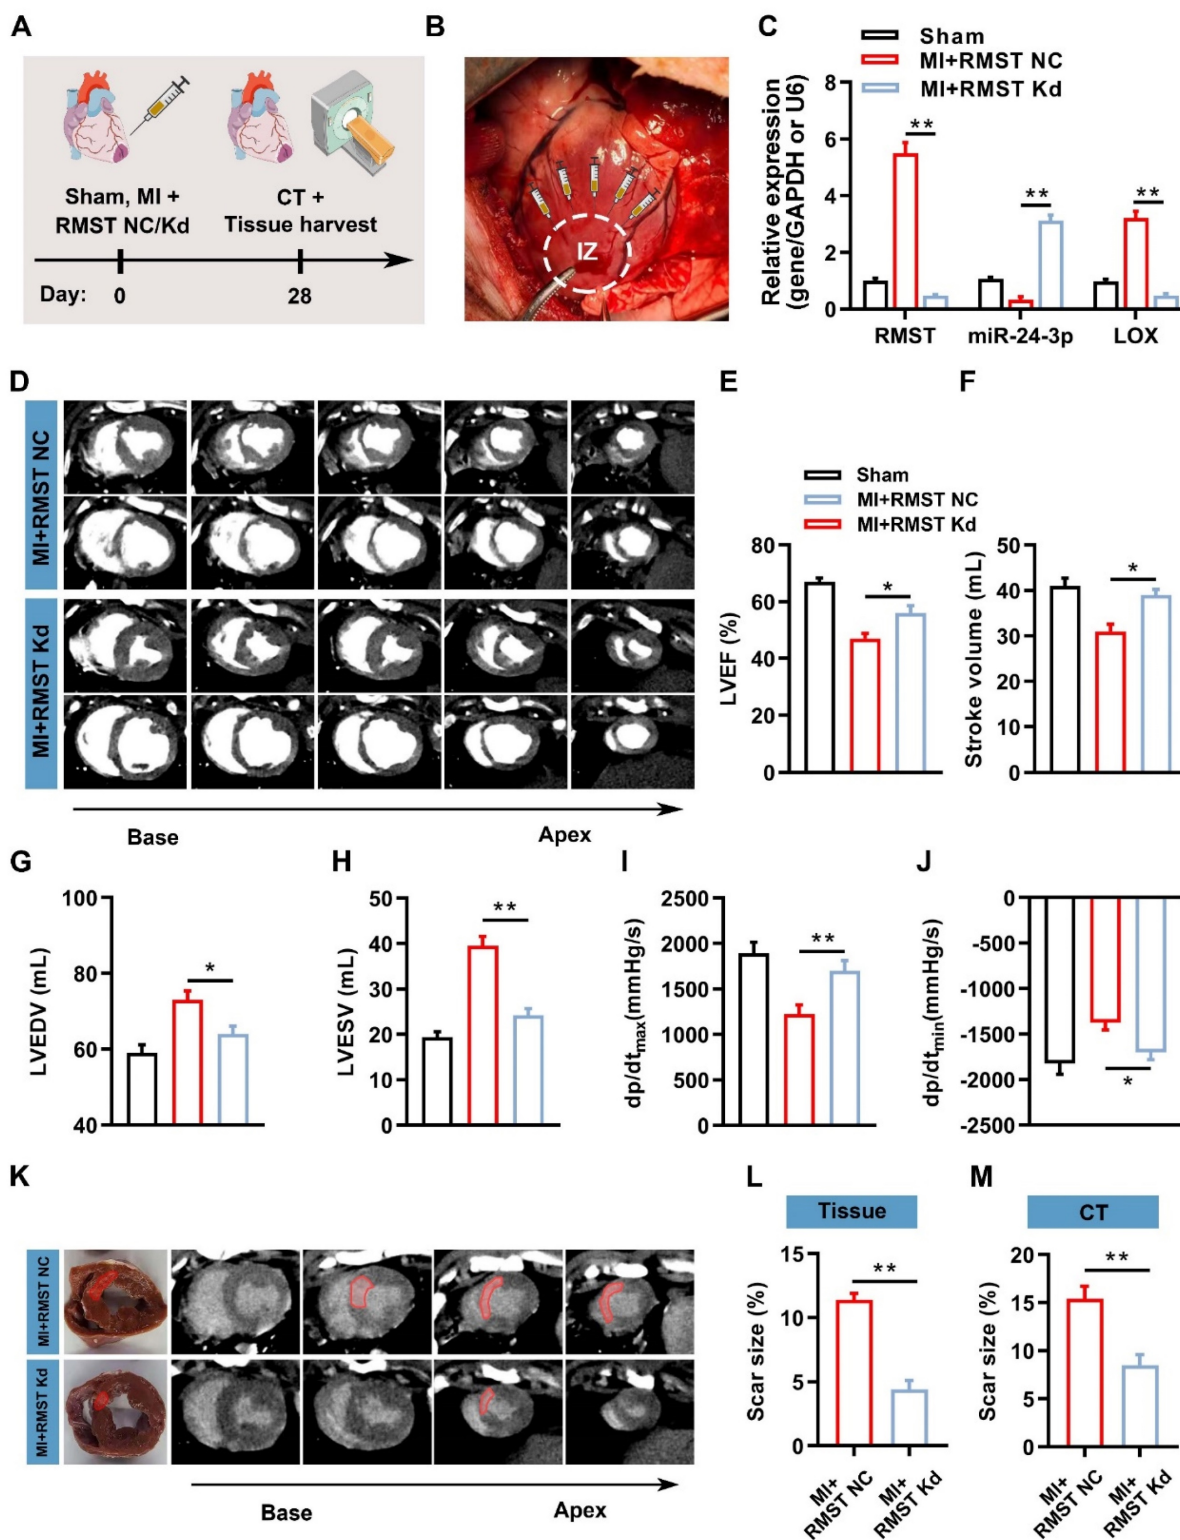 A
Sham, MI +
RMST NC/Kd
CT +
Tissue harvest
Day:
0
28
B
IZ
C
Sham
MI+RMST NC
MI+RMST Kd
Relative expression
(gene/GAPDH or U6)
8
6
4
2
0
**
**
**
RMST
miR-24-3p
LOX
D
MI+RMST NC
MI+RMST Kd
Base
Apex
E
Sham
MI+RMST NC
MI+RMST Kd
LVEF (%)
80
60
40
20
0
*
F
Stroke volume (mL)
50
40
30
20
10
0
*
G
LVEDV (mL)
100
80
60
40
*
H
LVESV (mL)
50
40
30
20
10
0
**
I
dp/dtmax(mmHg/s)
2500
2000
1500
1000
500
0
**
J
dp/dtmin(mmHg/s)
0
-500
-1000
-1500
-2000
-2500
*
K
MI+RMST NC
MI+RMST Kd
Base
Apex
L
Tissue
Scar size (%)
15
10
5
0
**
MI+
RMST NC
MI+
RMST Kd
M
CT
Scar size (%)
20
15
10
5
0
**
MI+
RMST NC
MI+
RMST Kd